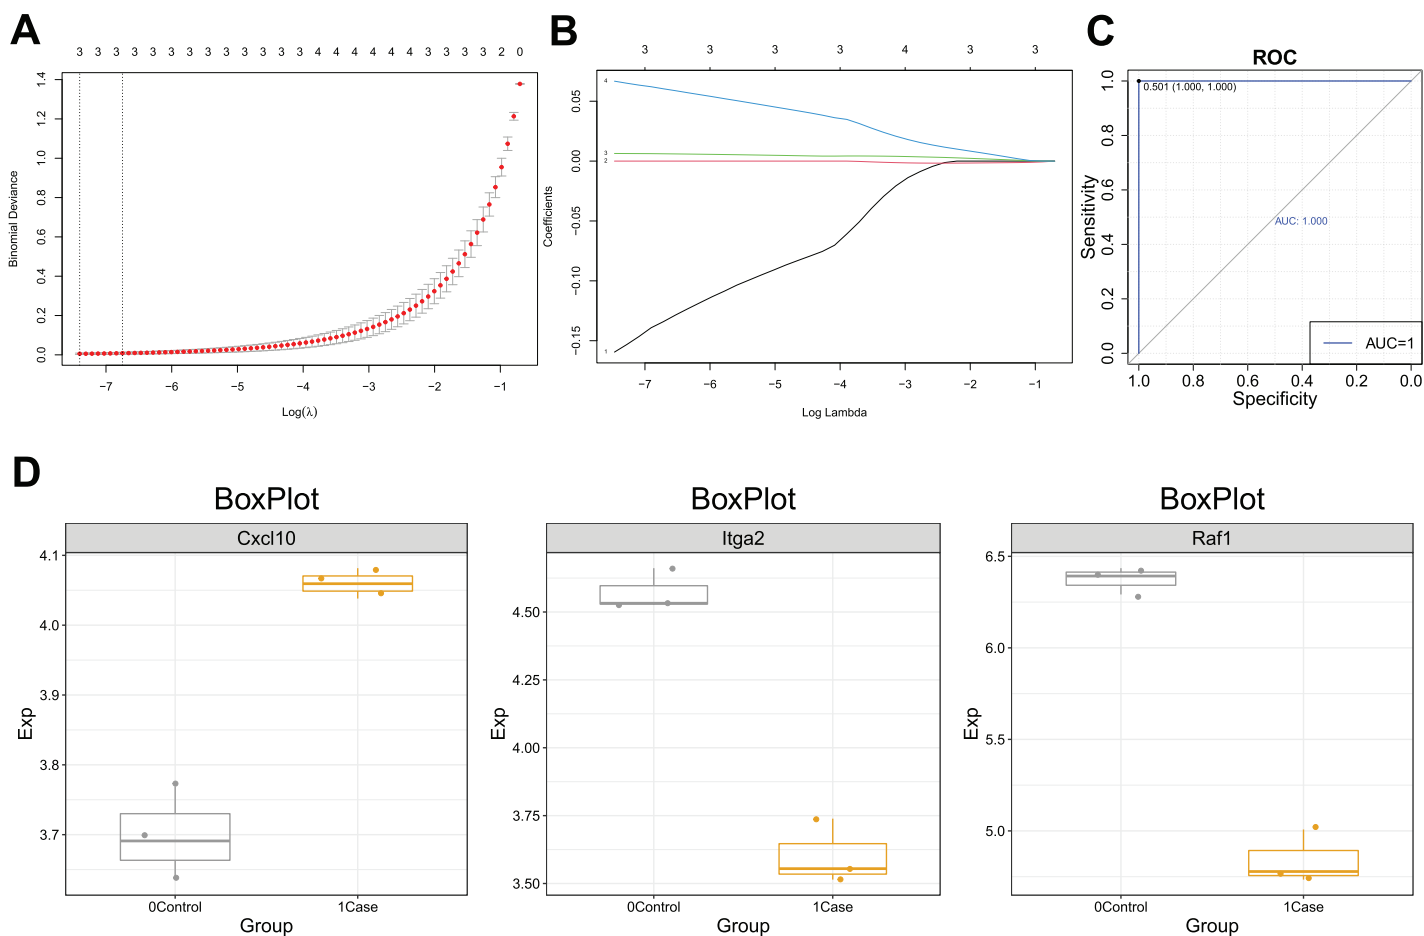 A
3 3 3 3 3 3 3 3 3 3 3 3 3 4 4 4 4 4 4 3 3 3 3 2 0
Binomial Deviance
1.4
1.2
1.0
0.8
0.6
0.4
0.2
0.0
−7 −6 −5 −4 −3 −2 −1
Log(λ)
B
3 3 3 3 4 3 3
Coefficients
0.05
0.00
−0.05
−0.10
−0.15
4
3
2
1
−7 −6 −5 −4 −3 −2 −1
Log Lambda
C
ROC
Sensitivity
1.0
0.8
0.6
0.4
0.2
0.0
0.501 (1.000, 1.000)
AUC: 1.000
AUC=1
1.0 0.8 0.6 0.4 0.2 0.0
Specificity
D
BoxPlot
Cxcl10
Exp
4.1
4.0
3.9
3.8
3.7
0Control 1Case
Group
BoxPlot
Itga2
Exp
4.50
4.25
4.00
3.75
3.50
0Control 1Case
Group
BoxPlot
Raf1
Exp
6.5
6.0
5.5
5.0
0Control 1Case
Group